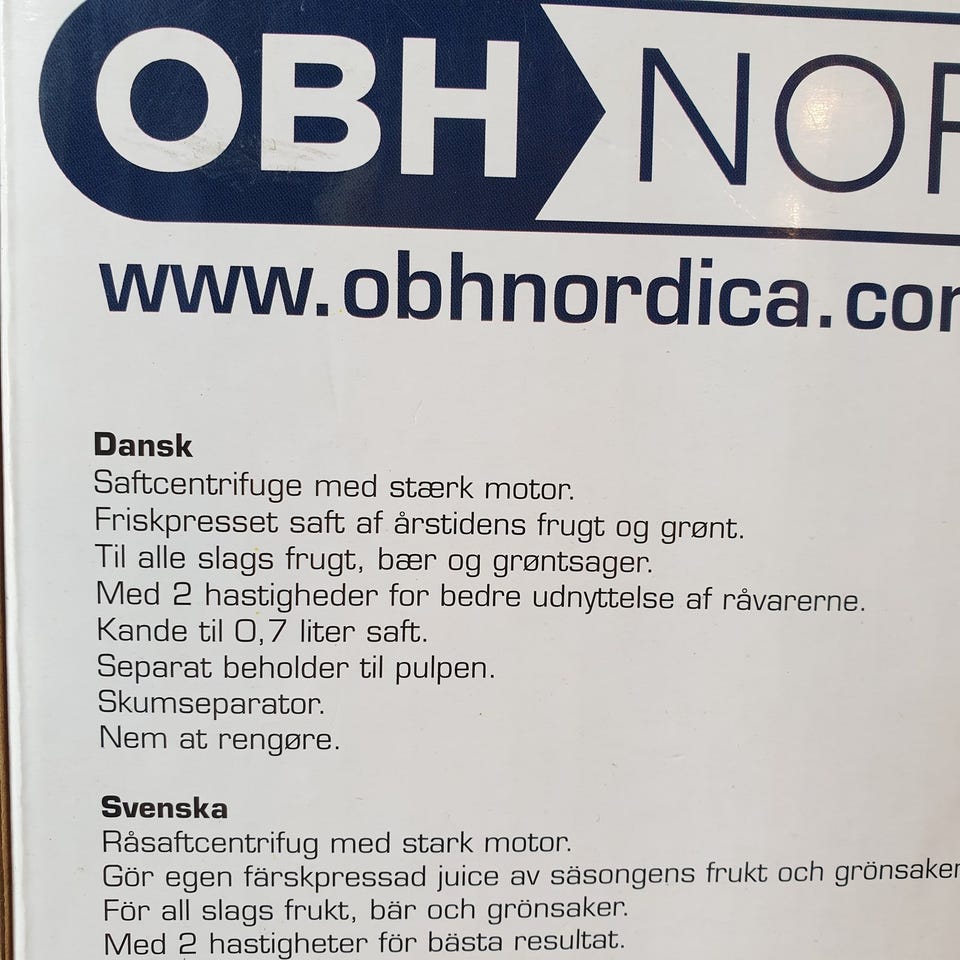 OBH NOR
www.obhnordica.com
Dansk
Saftcentrifuge med stærk motor.
Friskpresset saft af årstidens frugt og grønt.
Til alle slags frugt, bær og grøntsager.
Med 2 hastigheder for bedre udnyttelse af råvarerne.
Kande til 0,7 liter saft.
Separat beholder til pulpen.
Skumseparator.
Nem at rengøre.
Svenska
Råsaftcentrifug med stark motor.
Gör egen färskpressad juice av säsongens frukt och grönsaker
För all slags frukt, bär och grönsaker.
Med 2 hastigheter för bästa resultat.